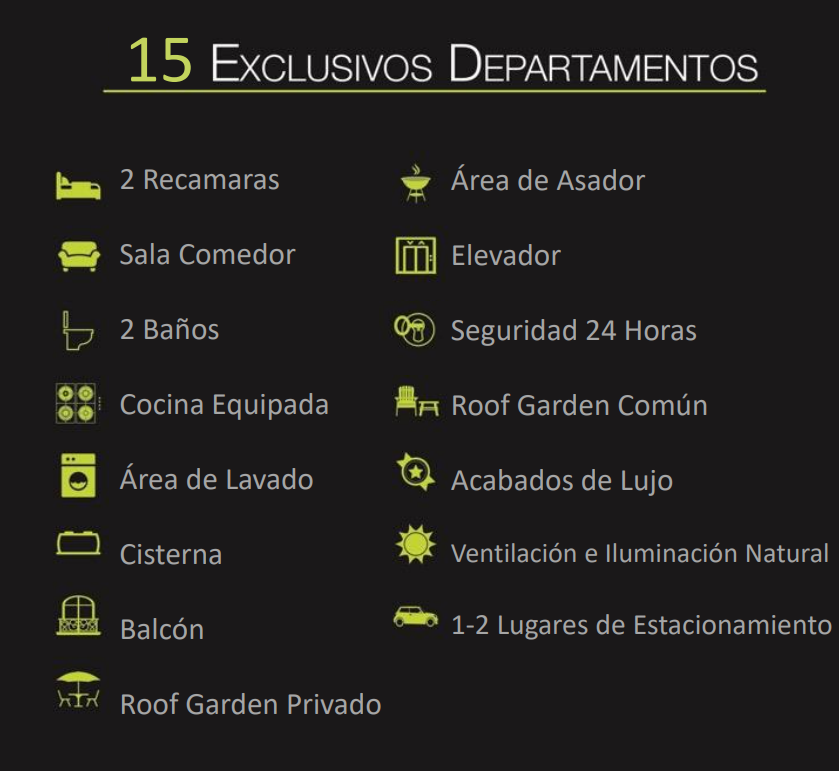 15 EXCLUSIVOS DEPARTAMENTOS
2 Recamaras
Sala Comedor
2 Baños
Cocina Equipada
Área de Lavado
Cisterna
Balcón
Roof Garden Privado
Área de Asador
Elevador
Seguridad 24 Horas
Roof Garden Común
Acabados de Lujo
Ventilación e Iluminación Natural
1-2 Lugares de Estacionamiento